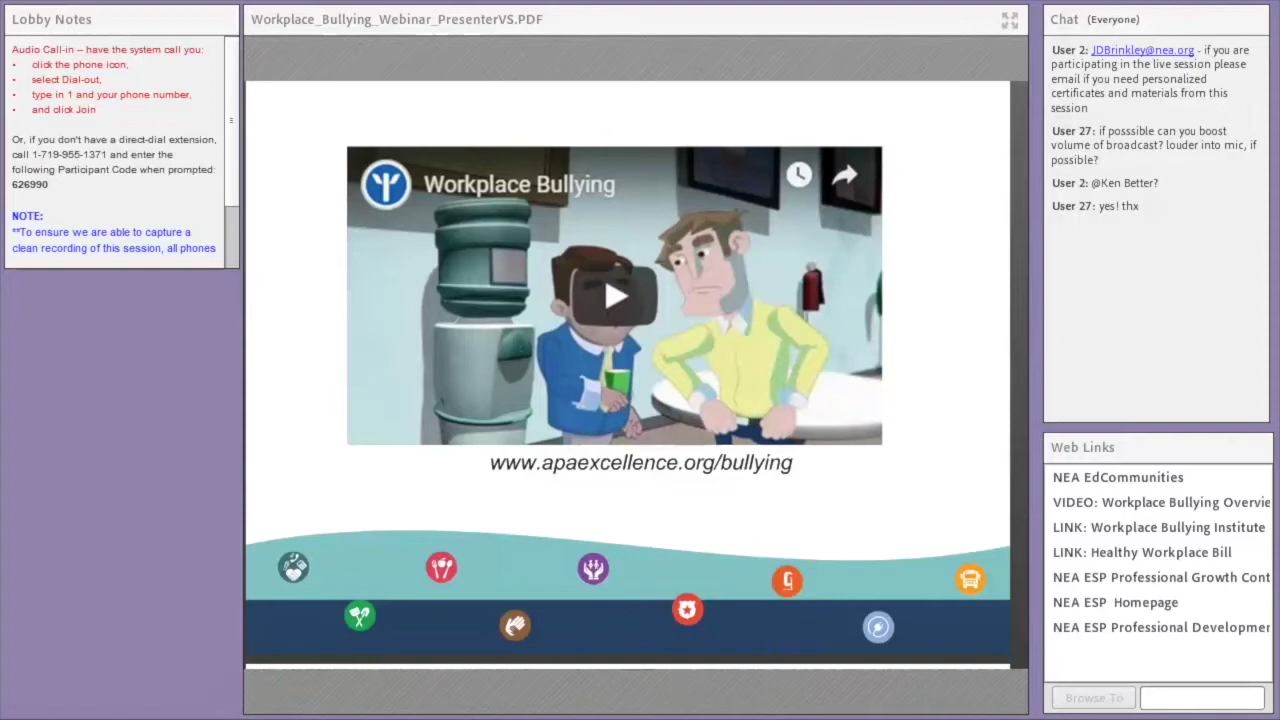 Lobby Notes
Audio Call-in – have the system call you:
• click the phone icon,
• select Dial-out,
• type in 1 and your phone number,
• and click Join
Or, if you don't have a direct-dial extension,
call 1-719-955-1371 and enter the
following Participant Code when prompted:
626990
NOTE:
**To ensure we are able to capture a
clean recording of this session, all phones
Workplace_Bullying_Webinar_PresenterVS.PDF
Workplace Bullying
www.apaexcellence.org/bullying
Chat (Everyone)
User 2: JDBrinkley@nea.org - if you are
participating in the live session please
email if you need personalized
certificates and materials from this
session
User 27: if posssible can you boost
volume of broadcast? louder into mic, if
possible?
User 2: @Ken Better?
User 27: yes! thx
Web Links
NEA EdCommunities
VIDEO: Workplace Bullying Overvie
LINK: Workplace Bullying Institute
LINK: Healthy Workplace Bill
NEA ESP Professional Growth Cont
NEA ESP Homepage
NEA ESP Professional Developmer
Browse To